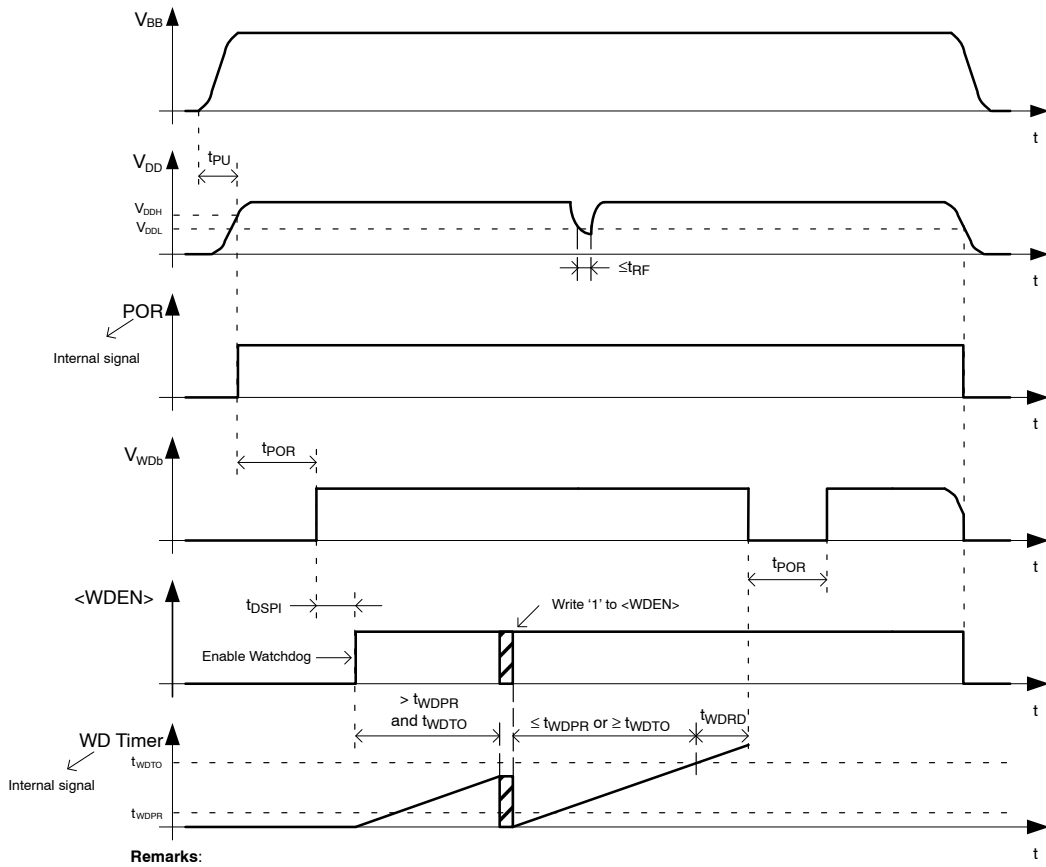 VBB
t
VDD
tPU
VDDH
VDDL
≤tRF
t
POR
Internal signal
t
VWDb
tPOR
tPOR
t
<WDEN>
tDSPI
Write ‘1’ to <WDEN>
Enable Watchdog
t
> tWDPR
and tWDTO
≤ tWDPR or ≥ tWDTO
tWDRD
WD Timer
Internal signal
tWDTO
tWDPR
t
Remarks: